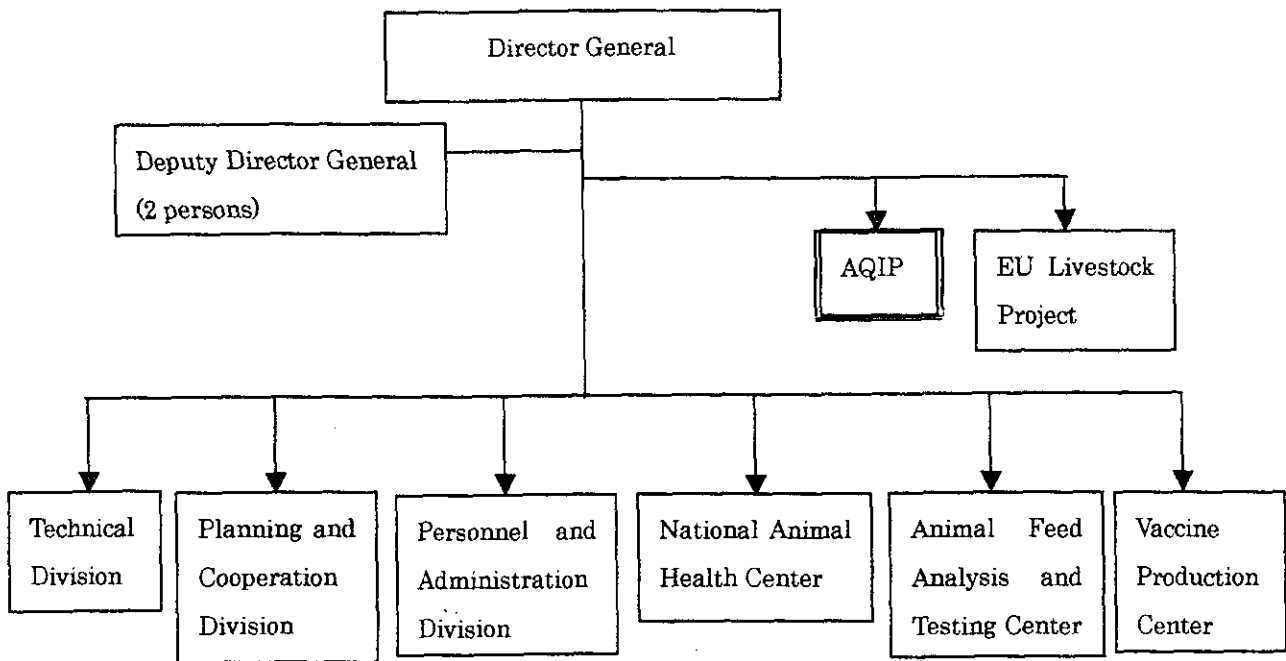 Director General
Deputy Director General
(2 persons)
AQIP
EU Livestock
Project
Technical
Division
Planning and
Cooperation
Division
Personnel and
Administration
Division
National Animal
Health Center
Animal Feed
Analysis and
Testing Center
Vaccine
Production
Center